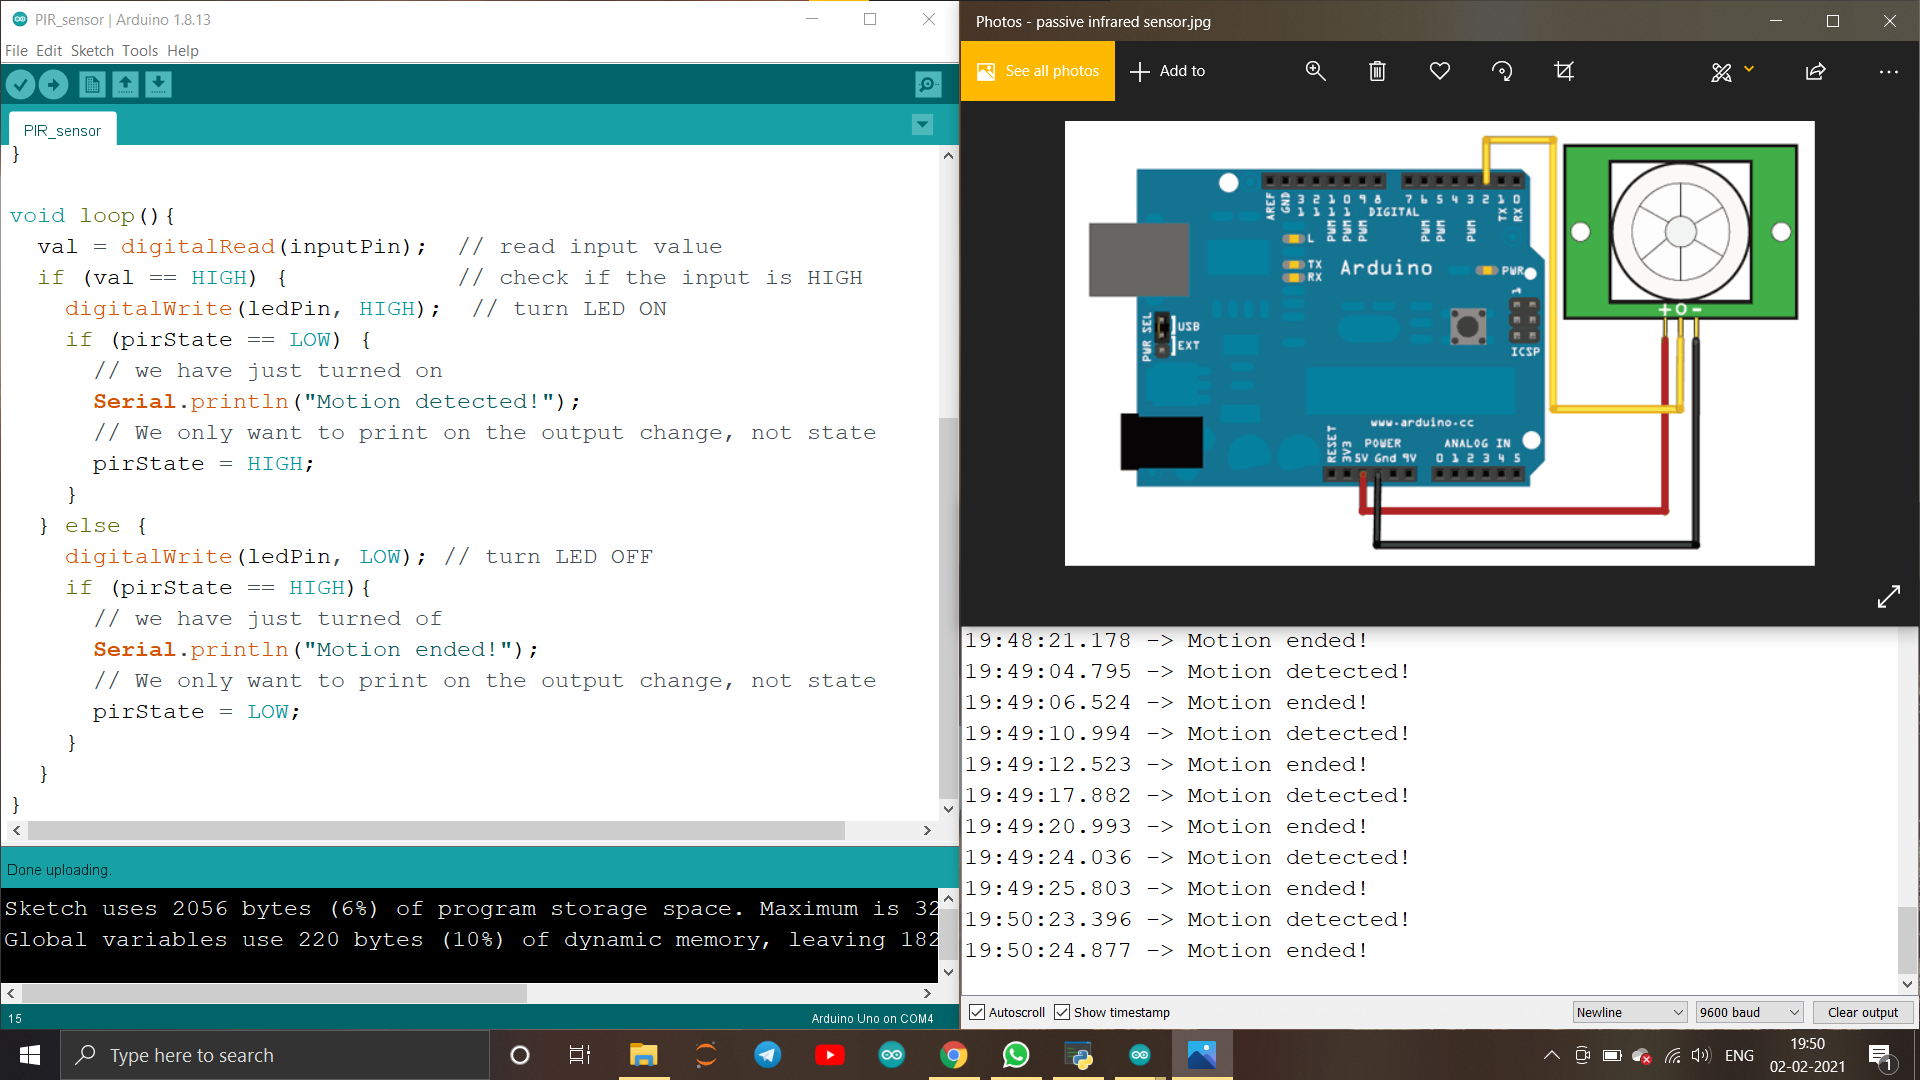 PIR_sensor | Arduino 1.8.13
File Edit Sketch Tools Help
PIR_sensor
}
void loop(){
val = digitalRead(inputPin); // read input value
if (val == HIGH) { // check if the input is HIGH
digitalWrite(ledPin, HIGH); // turn LED ON
if (pirState == LOW) {
// we have just turned on
Serial.println("Motion detected!");
// We only want to print on the output change, not state
pirState = HIGH;
}
} else {
digitalWrite(ledPin, LOW); // turn LED OFF
if (pirState == HIGH){
// we have just turned of
Serial.println("Motion ended!");
// We only want to print on the output change, not state
pirState = LOW;
}
}
}
Done uploading.
Sketch uses 2056 bytes (6%) of program storage space. Maximum is 32
Global variables use 220 bytes (10%) of dynamic memory, leaving 182
15
Arduino Uno on COM4
Photos - passive infrared sensor.jpg
See all photos
Add to
AREF
GND
1 3 1 2 1 1 1 0 9 8
7 6 5 4 3 2
TX 1
RX 0
DIGITAL
PWM PWM PWM PWM PWM PWM
L
TX
RX
Arduino
PWR
1
ICSP
PWR SEL
USB
EXT
www.arduino.cc
POWER
ANALOG IN
RESET
3V3
5V Gnd 9V
0 1 2 3 4 5
+ O -
19:48:21.178 -> Motion ended!
19:49:04.795 -> Motion detected!
19:49:06.524 -> Motion ended!
19:49:10.994 -> Motion detected!
19:49:12.523 -> Motion ended!
19:49:17.882 -> Motion detected!
19:49:20.993 -> Motion ended!
19:49:24.036 -> Motion detected!
19:49:25.803 -> Motion ended!
19:50:23.396 -> Motion detected!
19:50:24.877 -> Motion ended!
Autoscroll
Show timestamp
Newline
9600 baud
Clear output
Type here to search
ENG
19:50
02-02-2021
1